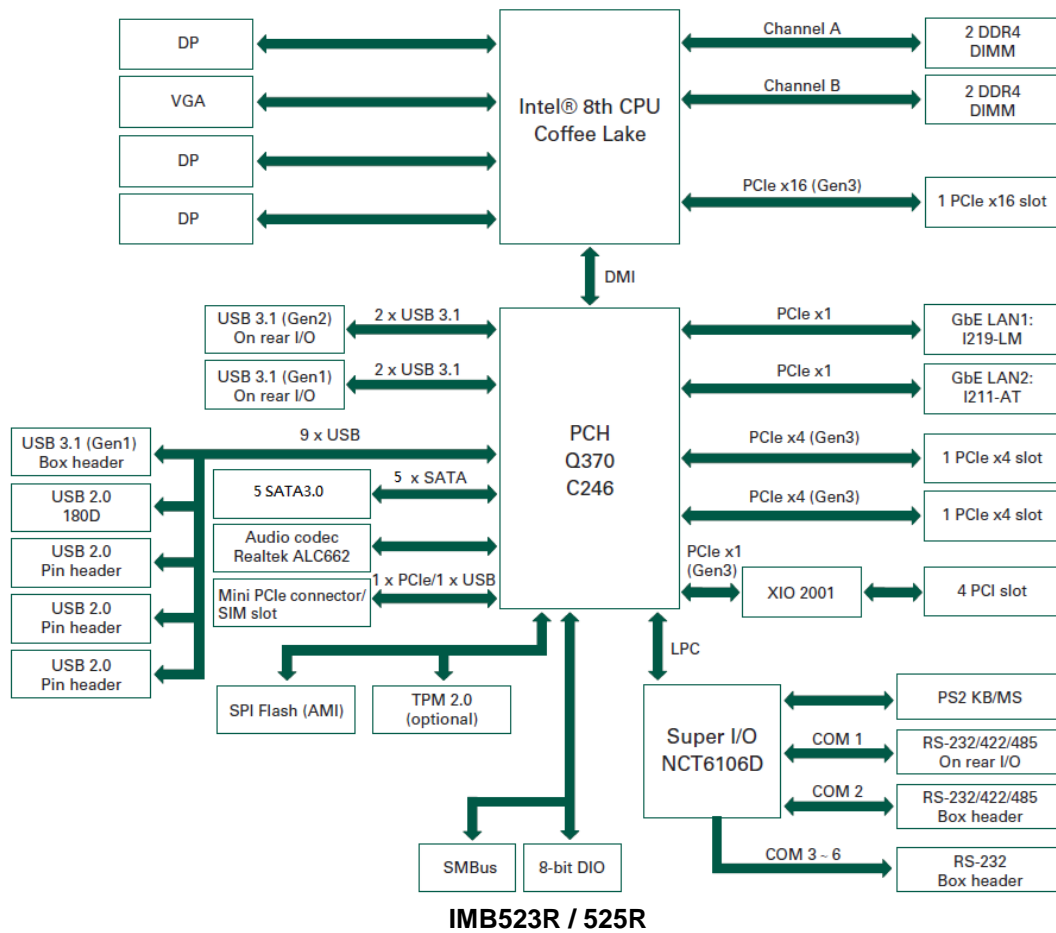 DP
VGA
DP
DP
Intel® 8th CPU
Coffee Lake
Channel A
2 DDR4
DIMM
Channel B
2 DDR4
DIMM
PCIe x16 (Gen3)
1 PCIe x16 slot
DMI
USB 3.1 (Gen2)
On rear I/O
2 x USB 3.1
USB 3.1 (Gen1)
On rear I/O
2 x USB 3.1
USB 3.1 (Gen1)
Box header
9 x USB
USB 2.0
180D
USB 2.0
Pin header
USB 2.0
Pin header
USB 2.0
Pin header
5 SATA3.0
5 x SATA
Audio codec
Realtek ALC662
Mini PCIe connector/
SIM slot
1 x PCIe/1 x USB
PCH
Q370
C246
PCIe x1
GbE LAN1:
I219-LM
PCIe x1
GbE LAN2:
I211-AT
PCIe x4 (Gen3)
1 PCIe x4 slot
PCIe x4 (Gen3)
1 PCIe x4 slot
PCIe x1
(Gen3)
XIO 2001
4 PCI slot
LPC
SPI Flash (AMI)
TPM 2.0
(optional)
Super I/O
NCT6106D
PS2 KB/MS
COM 1
RS-232/422/485
On rear I/O
COM 2
RS-232/422/485
Box header
COM 3 ~ 6
RS-232
Box header
SMBus
8-bit DIO
IMB523R / 525R